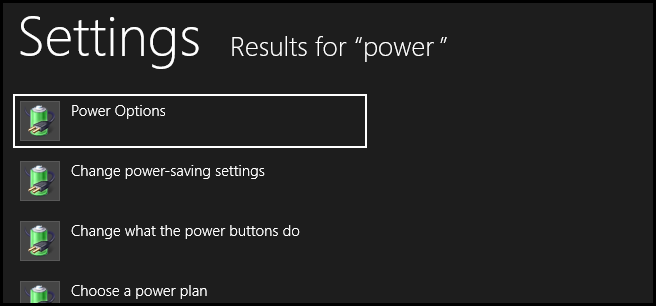 Settings Results for “power ”
Power Options
Change power-saving settings
Change what the power buttons do
Choose a power plan